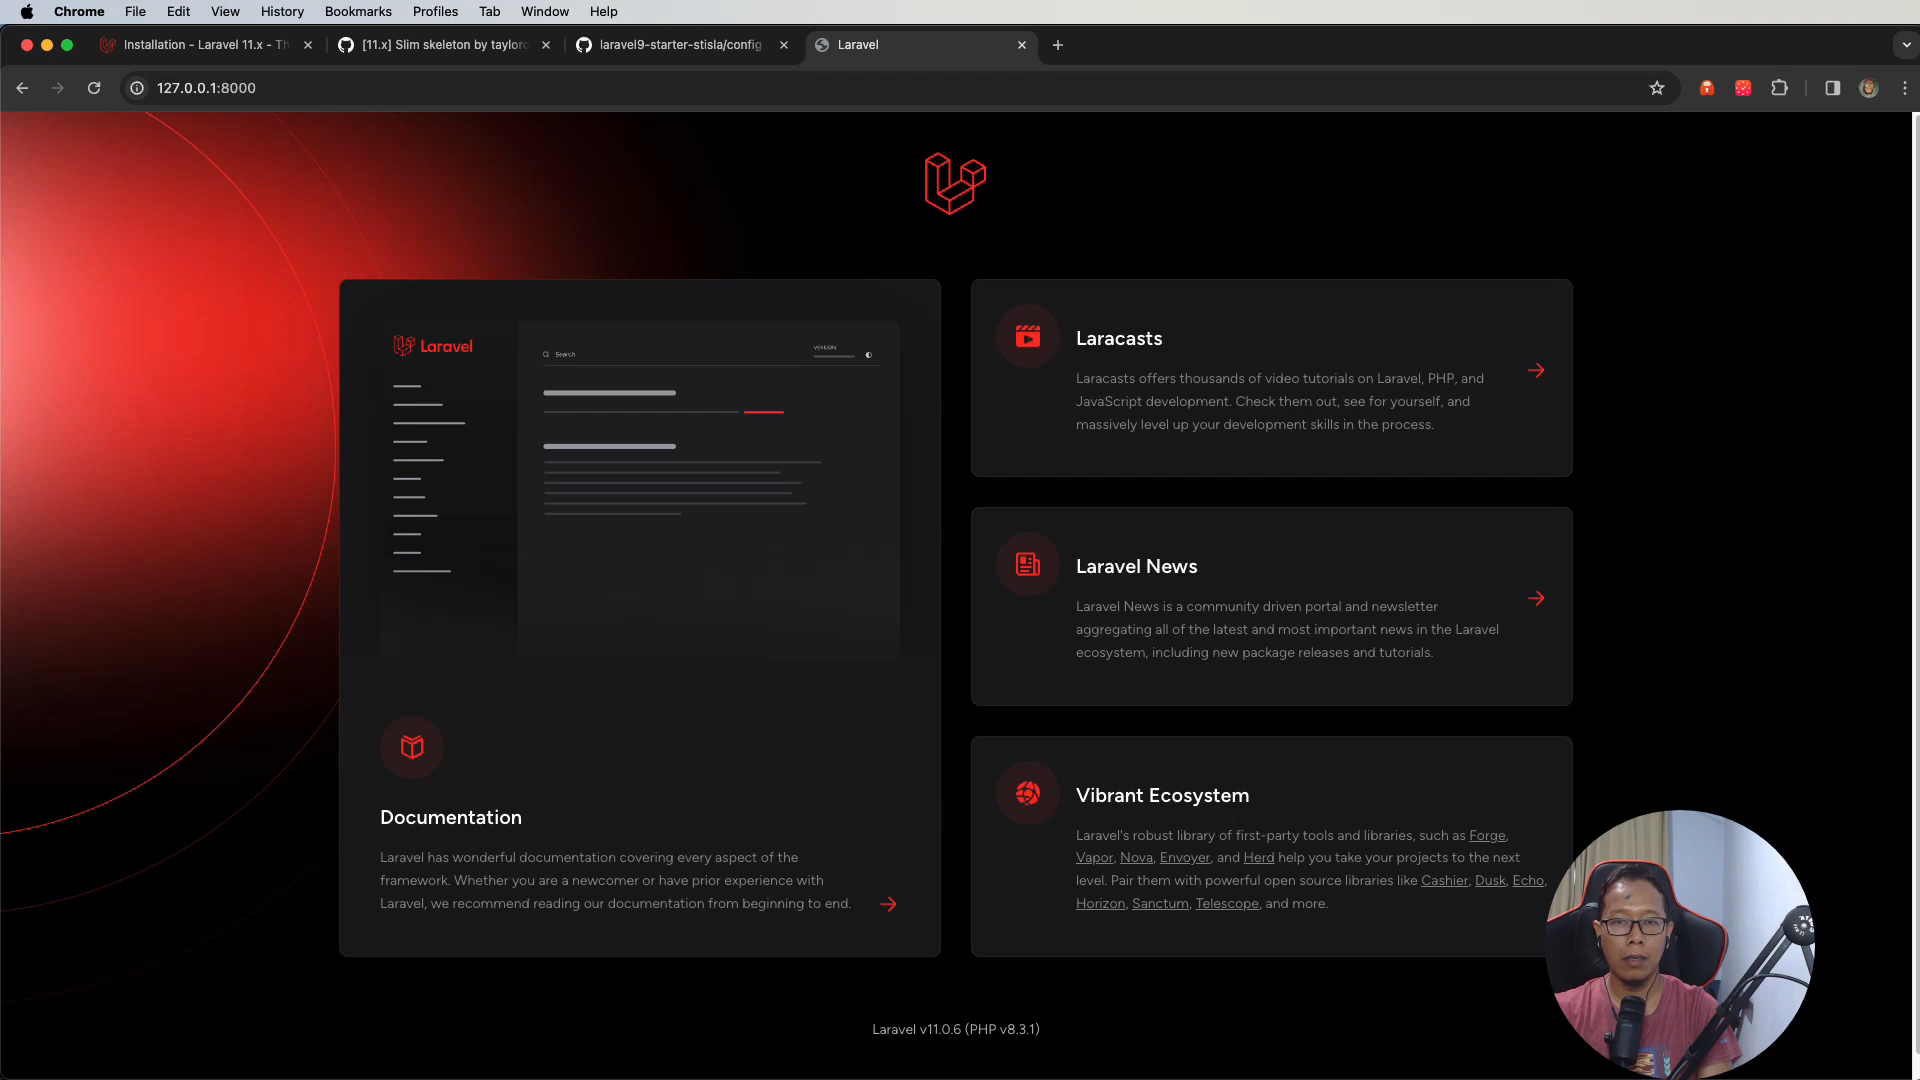 Chrome File Edit View History Bookmarks Profiles Tab Window Help
Installation - Laravel 11.x - Th
[11.x] Slim skeleton by taylor
laravel9-starter-stisla/config
Laravel
127.0.0.1:8000
Laravel
Search
VERSION
Documentation
Laravel has wonderful documentation covering every aspect of the
framework. Whether you are a newcomer or have prior experience with
Laravel, we recommend reading our documentation from beginning to end.
Laracasts
Laracasts offers thousands of video tutorials on Laravel, PHP, and
JavaScript development. Check them out, see for yourself, and
massively level up your development skills in the process.
Laravel News
Laravel News is a community driven portal and newsletter
aggregating all of the latest and most important news in the Laravel
ecosystem, including new package releases and tutorials.
Vibrant Ecosystem
Laravel's robust library of first-party tools and libraries, such as Forge,
Vapor, Nova, Envoyer, and Herd help you take your projects to the next
level. Pair them with powerful open source libraries like Cashier, Dusk, Echo,
Horizon, Sanctum, Telescope, and more.
Laravel v11.0.6 (PHP v8.3.1)